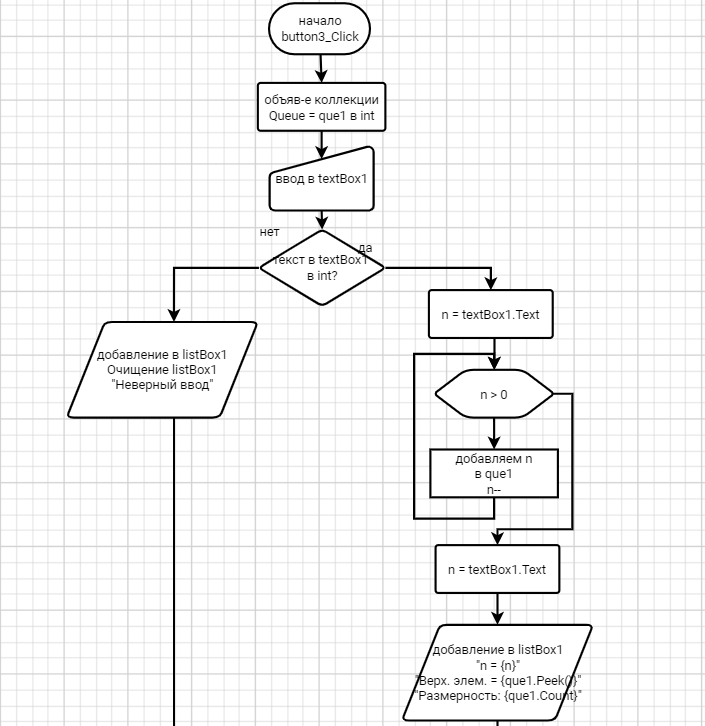 начало
button3_Click
объяв-е коллекции
Queue = que1 в int
ввод в textBox1
нет
да
текст в textBox1
в int?
n = textBox1.Text
добавление в listBox1
Очищение listBox1
"Неверный ввод"
n > 0
добавляем n
в que1
n--
n = textBox1.Text
добавление в listBox1
"n = {n}"
"Верх. элем. = {que1.Peek()}"
"Размерность: {que1.Count}"